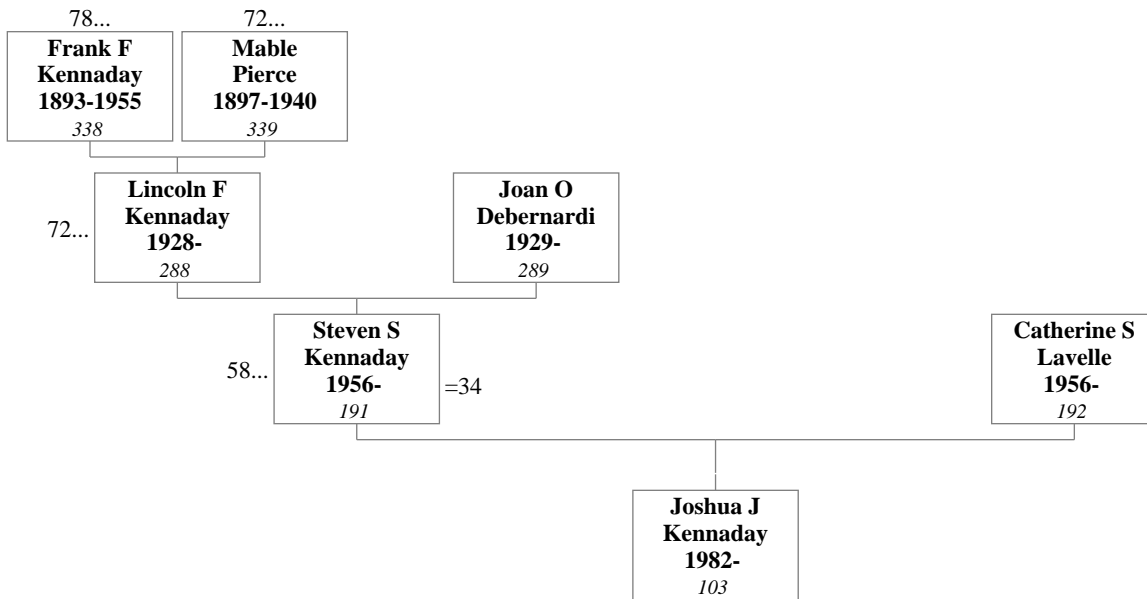 78...
Frank F
Kennaday
1893-1955
338
72...
Mable
Pierce
1897-1940
339
72...
Lincoln F
Kennaday
1928-
288
Joan O
Debernardi
1929-
289
58...
Steven S
Kennaday
1956-
191
=34
Catherine S
Lavelle
1956-
192
Joshua J
Kennaday
1982-
103